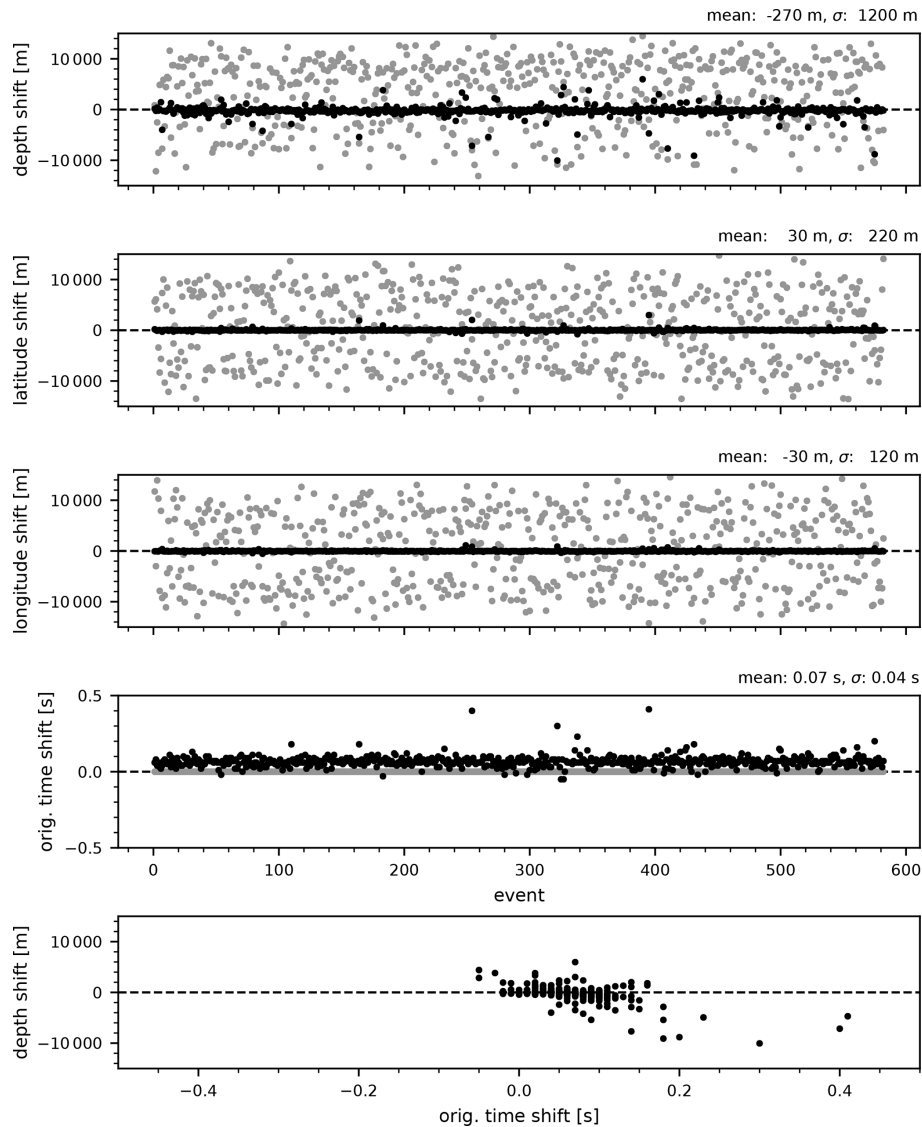 mean: -270 m, σ: 1200 m
depth shift [m]
10 000
0
−10 000
mean: 30 m, σ: 220 m
latitude shift [m]
10 000
0
−10 000
mean: -30 m, σ: 120 m
longitude shift [m]
10 000
0
−10 000
mean: 0.07 s, σ: 0.04 s
orig. time shift [s]
0.5
0.0
−0.5
0 100 200 300 400 500 600
event
depth shift [m]
10 000
0
−10 000
−0.4 −0.2 0.0 0.2 0.4
orig. time shift [s]